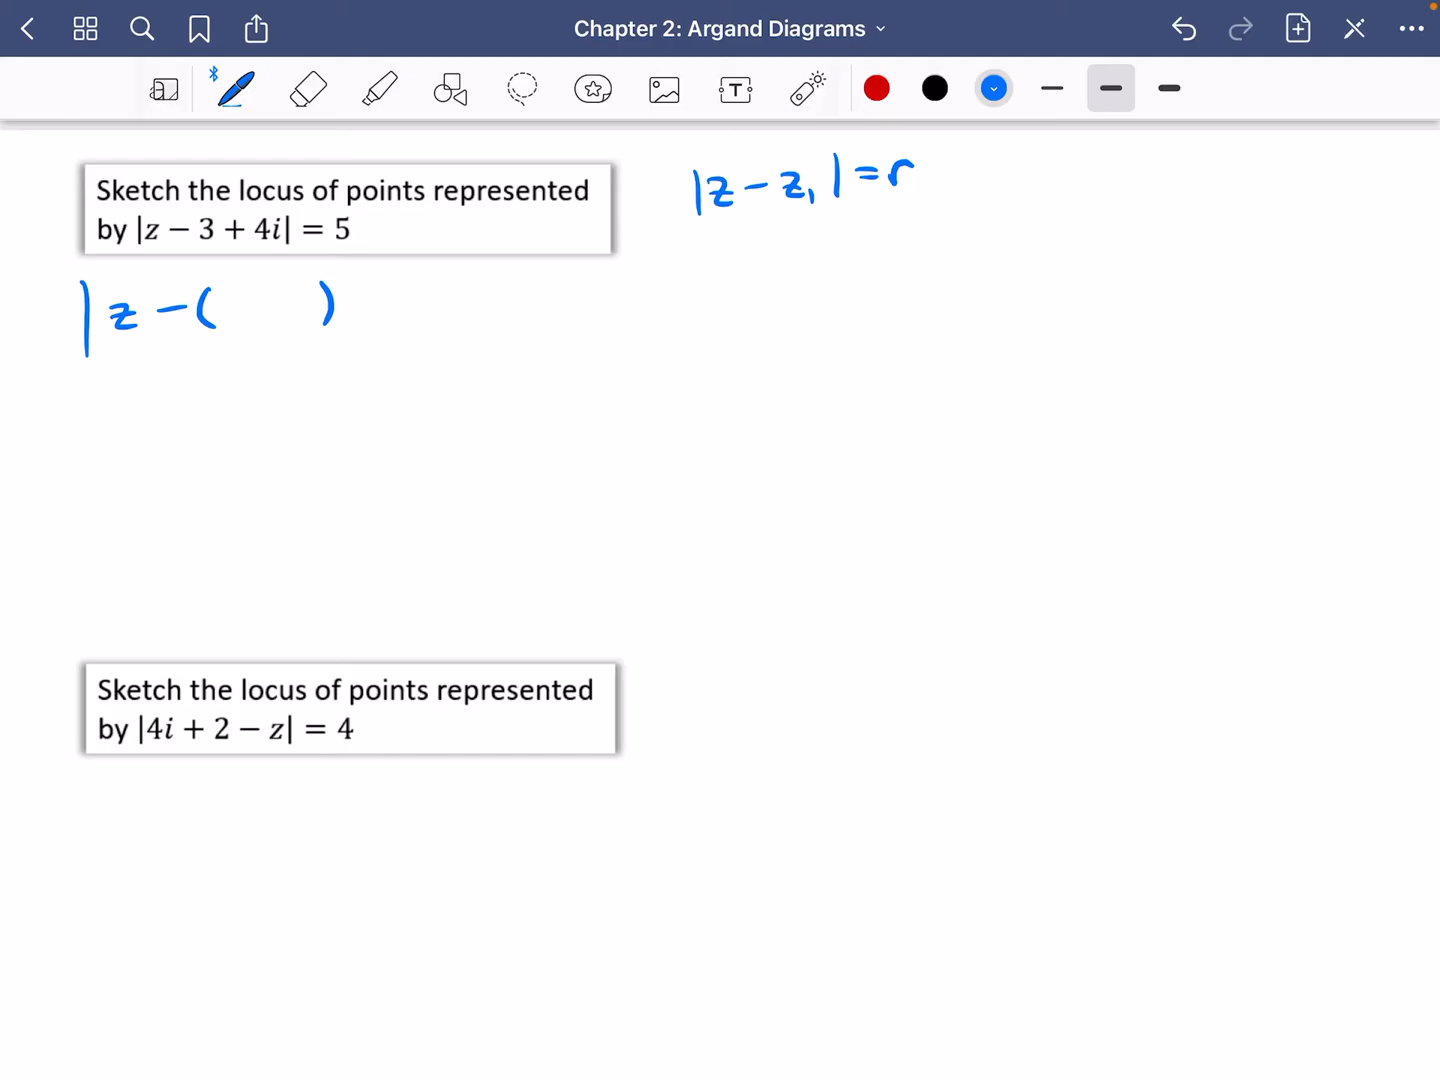 Chapter 2: Argand Diagrams
Sketch the locus of points represented
by |z − 3 + 4i| = 5
|z − z₁| = r
|z − (      )
Sketch the locus of points represented
by |4i + 2 − z| = 4